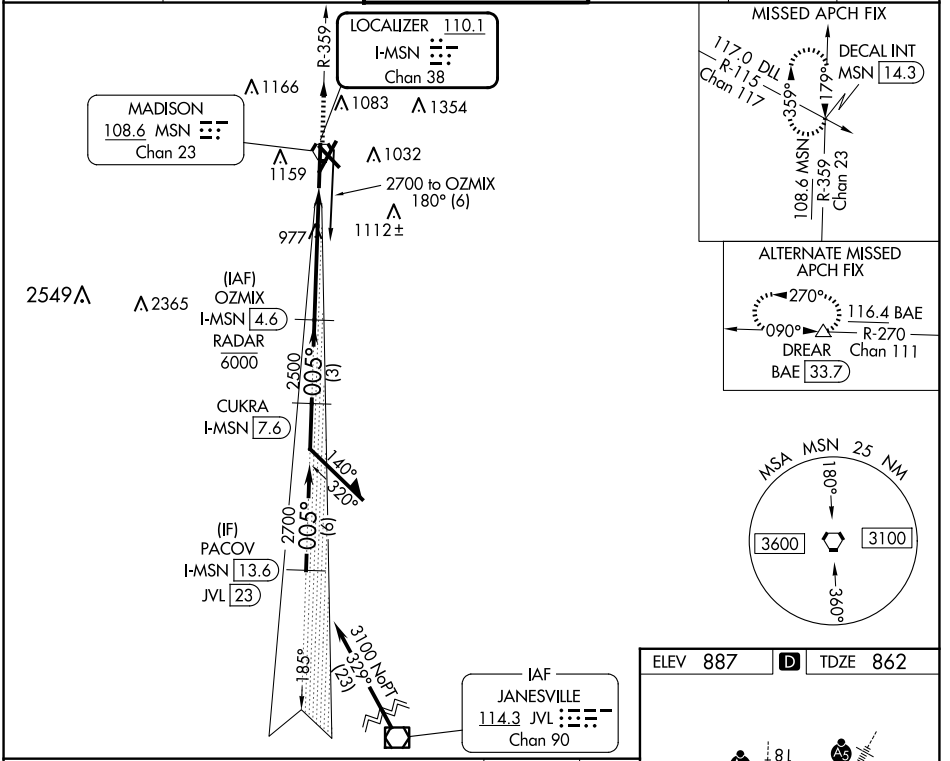 LOCALIZER 110.1
I-MSN
Chan 38
R-359
MADISON
108.6 MSN
Chan 23
1166
1083
1354
1159
1032
2700 to OZMIX
180° (6)
977
1112±
2549
2365
(IAF)
OZMIX
I-MSN 4.6
RADAR
6000
2500
005°
(3)
CUKRA
I-MSN 7.6
140°
320°
2700
005°
(6)
(IF)
PACOV
I-MSN 13.6
JVL 23
185°
3100 NoPT
329°
(23)
IAF
JANESVILLE
114.3 JVL
Chan 90
MISSED APCH FIX
117.0 DLL
R-115
Chan 117
DECAL INT
MSN 14.3
359°
179°
108.6 MSN
R-359
Chan 23
ALTERNATE MISSED
APCH FIX
270°
090°
116.4 BAE
R-270
Chan 111
DREAR
BAE 33.7
MSA MSN 25 NM
180°
3600
3100
360°
ELEV 887 D TDZE 862
81
A5